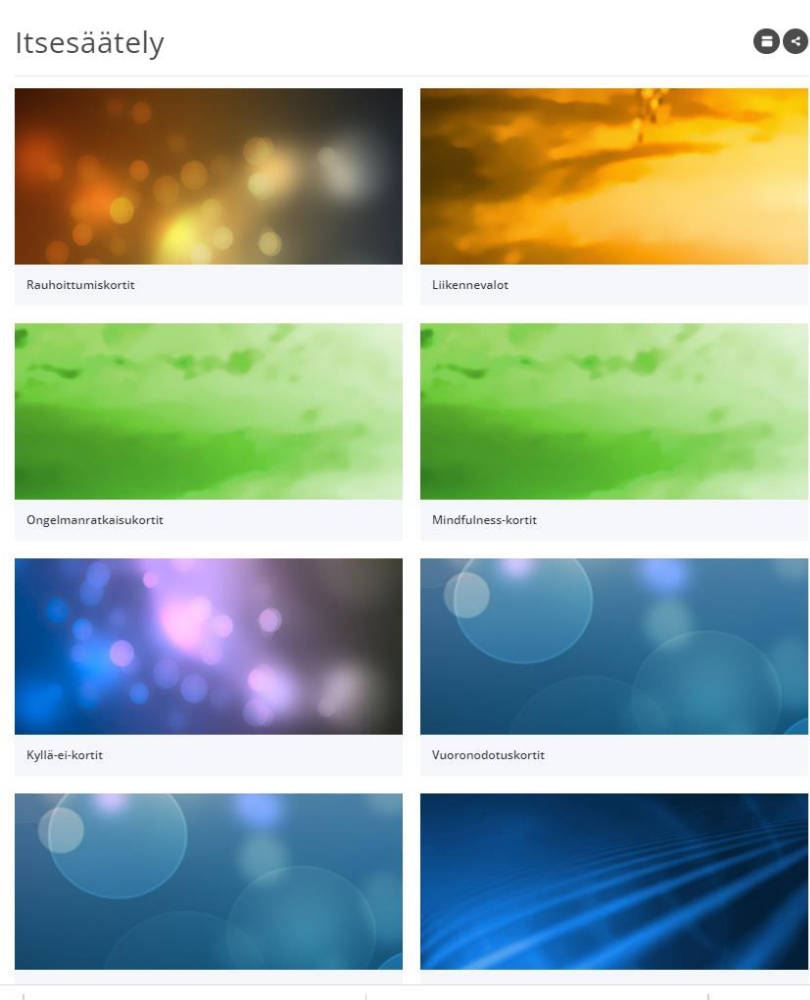 Itsesäätely
Rauhoittumiskortit
Liikennevalot
Ongelmanratkaisukortit
Mindfulness-kortit
Kyllä-ei-kortit
Vuoronodotuskortit